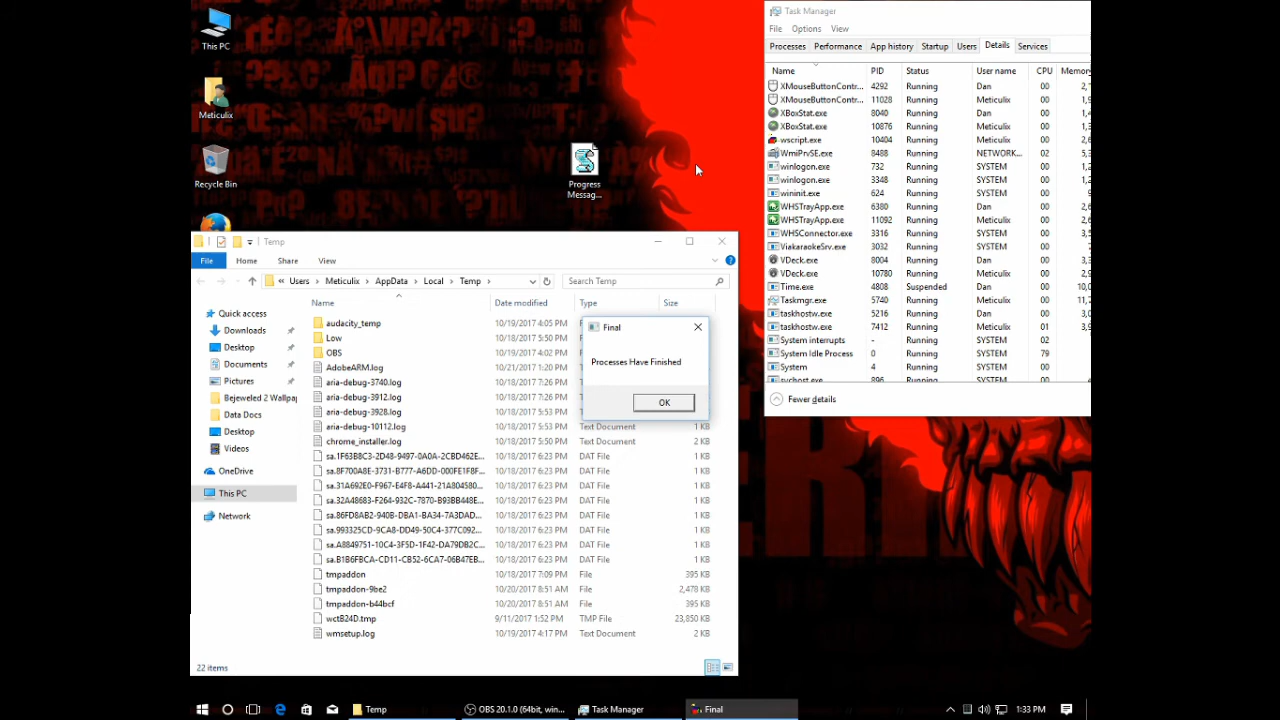 This PC
Meticulix
Recycle Bin
Progress
Messag...
Task Manager
File Options View
Processes Performance App history Startup Users Details Services
Name PID Status User name CPU Memory
XMouseButtonContr... 4292 Running Dan 00
XMouseButtonContr... 11028 Running Meticulix 00
XBoxStat.exe 8040 Running Dan 00
XBoxStat.exe 10876 Running Meticulix 00
wscript.exe 10404 Running Meticulix 00
WmiPrvSE.exe 8488 Running NETWORK... 02
winlogon.exe 732 Running SYSTEM 00
winlogon.exe 3348 Running SYSTEM 00
wininit.exe 624 Running SYSTEM 00
WHSTrayApp.exe 6380 Running Dan 00
WHSTrayApp.exe 11092 Running Meticulix 00
WHSConnector.exe 3316 Running SYSTEM 00
ViakaraokeSrv.exe 3032 Running SYSTEM 00
VDeck.exe 8004 Running Dan 00
VDeck.exe 10780 Running Meticulix 00
Time.exe 4808 Suspended Dan 00
Taskmgr.exe 5740 Running Meticulix 00
taskhostw.exe 5216 Running Dan 00
taskhostw.exe 7412 Running Meticulix 01
System interrupts - Running SYSTEM 02
System Idle Process 0 Running SYSTEM 79
System 4 Running SYSTEM 00
svchost.exe 896 Running SYSTEM 00
Fewer details
Temp
File Home Share View
« Users Meticulix AppData Local Temp Search Temp
Name Date modified Type Size
Quick access
Downloads
Desktop
Documents
Pictures
Bejeweled 2 Wallpa
Data Docs
Desktop
Videos
OneDrive
This PC
Network
audacity_temp 10/19/2017 4:05 PM
Low 10/18/2017 5:50 PM
OBS 10/19/2017 4:02 PM
AdobeARM.log 10/21/2017 1:20 PM
aria-debug-3740.log 10/18/2017 7:26 PM
aria-debug-3912.log 10/18/2017 7:26 PM
aria-debug-3928.log 10/18/2017 5:53 PM
aria-debug-10112.log 10/18/2017 5:53 PM Text Document 1 KB
chrome_installer.log 10/18/2017 5:50 PM Text Document 2 KB
sa.1F63B8C3-2D48-9497-0A0A-2CBD462E... 10/18/2017 6:23 PM DAT File 1 KB
sa.8F700A8E-3731-B777-A6DD-000FE1F8F... 10/18/2017 6:23 PM DAT File 1 KB
sa.31A692E0-F967-E4F8-A441-21A804580... 10/18/2017 6:23 PM DAT File 1 KB
sa.32A48683-F264-932C-7870-B93BB448E... 10/18/2017 6:23 PM DAT File 1 KB
sa.86FD8AB2-940B-DBA1-BA34-7A3DAD... 10/18/2017 6:23 PM DAT File 1 KB
sa.993325CD-9CA8-DD49-50C4-377C092... 10/18/2017 6:23 PM DAT File 1 KB
sa.A8849751-10C4-3F5D-1F42-DA79DB2C... 10/18/2017 6:23 PM DAT File 1 KB
sa.B1B6FBCA-CD11-CB52-6CA7-06B47EB... 10/18/2017 6:23 PM DAT File 1 KB
tmpaddon 10/18/2017 7:09 PM File 395 KB
tmpaddon-9be2 10/20/2017 8:51 AM File 2,478 KB
tmpaddon-b44bcf 10/20/2017 8:51 AM File 395 KB
wctB24D.tmp 9/11/2017 1:52 PM TMP File 23,850 KB
wmsetup.log 10/19/2017 4:17 PM Text Document 2 KB
22 items
Final
Processes Have Finished
OK
Temp OBS 20.1.0 (64bit, win... Task Manager Final 1:33 PM